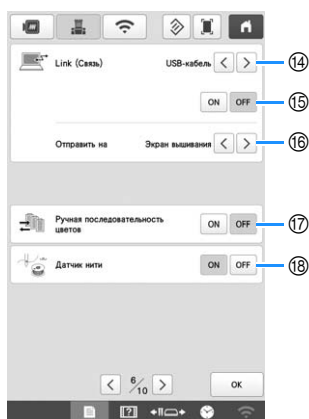 Link (Связь) USB-кабель < > ⑭
ON OFF ⑮
Отправить на Экран вышивания < > ⑯
Ручная последовательность цветов ON OFF ⑰
Датчик нити ON OFF ⑱
< 6/10 > OK